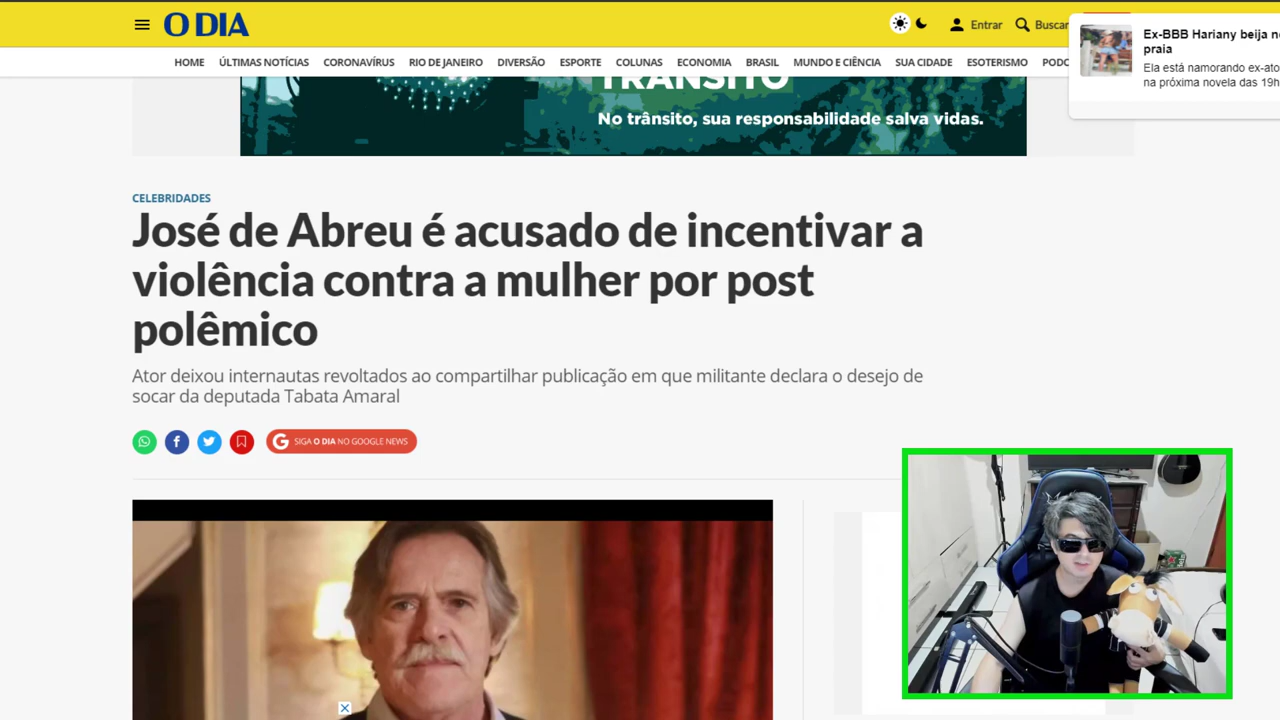 O DIA
Entrar
Buscar
Ex-BBB Hariany beija n
praia
Ela está namorando ex-ato
na próxima novela das 19h
HOME ÚLTIMAS NOTÍCIAS CORONAVÍRUS RIO DE JANEIRO DIVERSÃO ESPORTE COLUNAS ECONOMIA BRASIL MUNDO E CIÊNCIA SUA CIDADE ESOTERISMO PODC
TRÂNSITO
No trânsito, sua responsabilidade salva vidas.
CELEBRIDADES
José de Abreu é acusado de incentivar a
violência contra a mulher por post
polêmico
Ator deixou internautas revoltados ao compartilhar publicação em que militante declara o desejo de
socar da deputada Tabata Amaral
SIGA O DIA NO GOOGLE NEWS